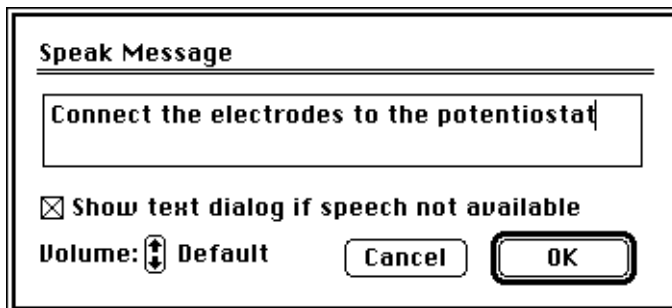 Speak Message
Connect the electrodes to the potentiostat
Show text dialog if speech not available
Volume: Default Cancel OK